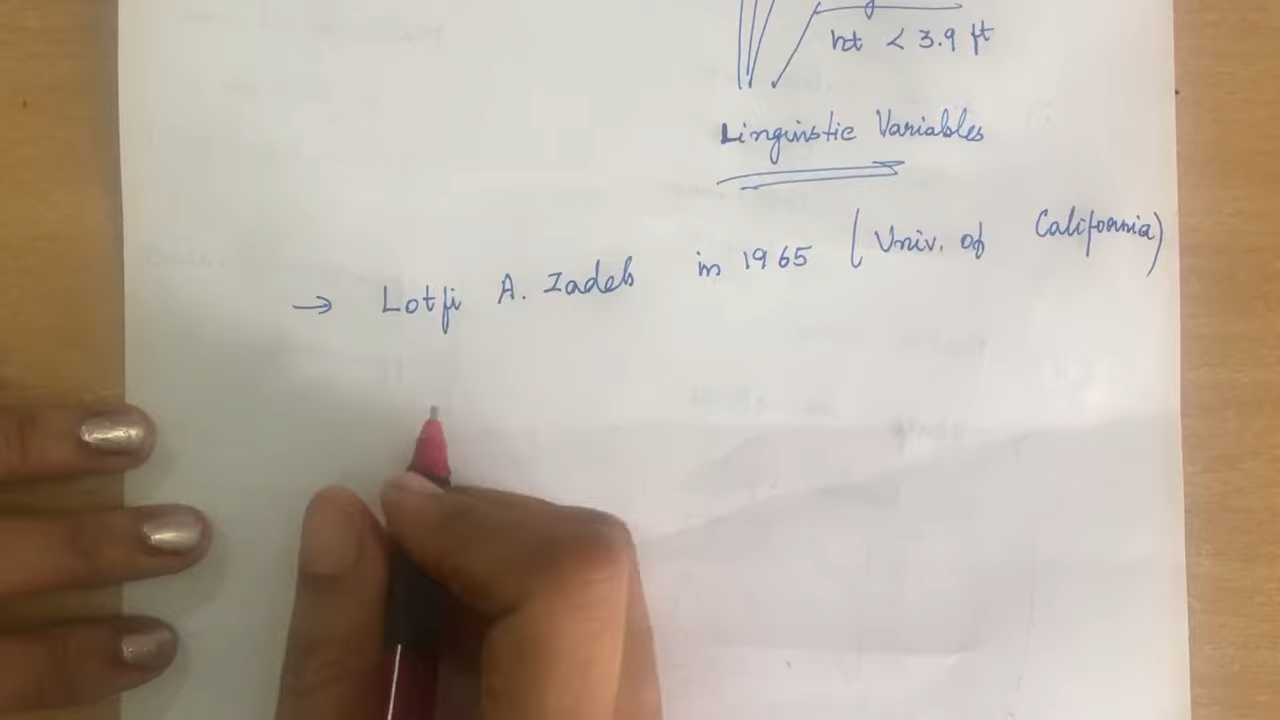 ht < 3.9 ft
Linguistic Variables
→ Lotfi A. Zadeh in 1965 (Univ. of California)